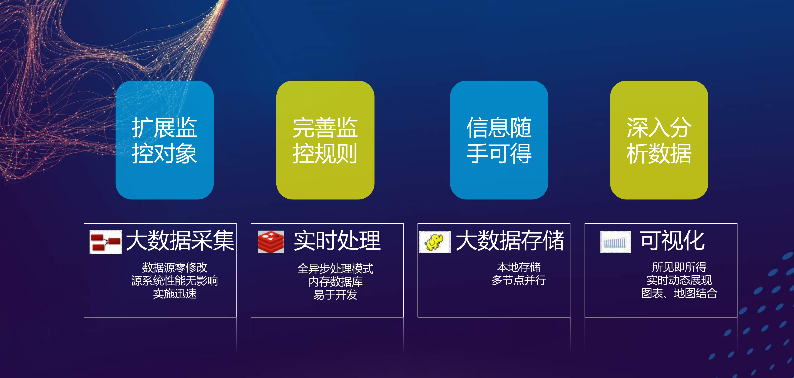 扩展监
控对象
完善监
控规则
信息随
手可得
深入分
析数据
大数据采集
数据源零修改
源系统性能无影响
实施迅速
实时处理
全异步处理模式
内存数据库
易于开发
大数据存储
本地存储
多节点并行
可视化
所见即所得
实时动态展现
图表、地图结合